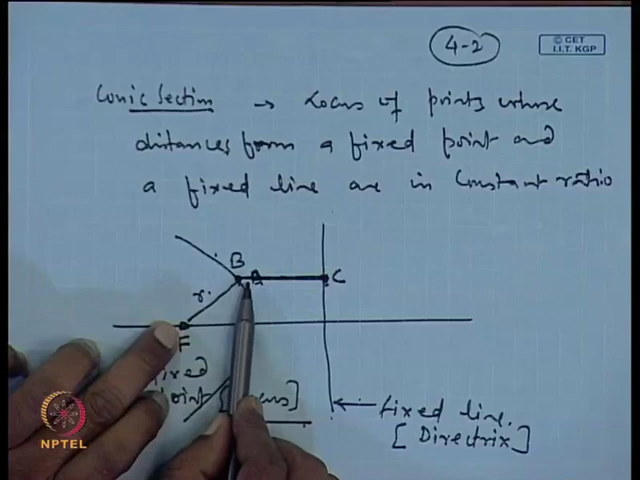 4-2
© CET
I.I.T. KGP
Conic Section → Locus of points whose
distances from a fixed point and
a fixed line are in constant ratio
B
C
r
F
fixed line.
[Directrix]
NPTEL